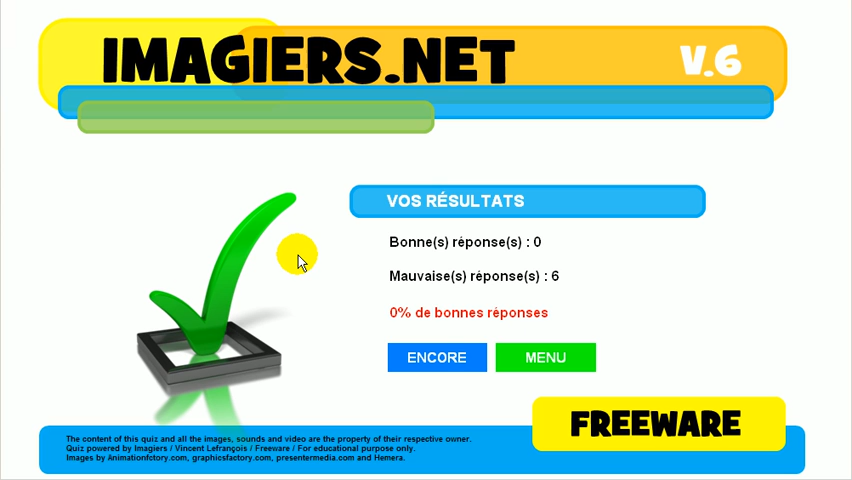 IMAGIERS.NET
V.6
VOS RÉSULTATS
Bonne(s) réponse(s) : 0
Mauvaise(s) réponse(s) : 6
0% de bonnes réponses
ENCORE
MENU
FREEWARE
The content of this quiz and all the images, sounds and video are the property of their respective owner.
Quiz powered by Imagiers / Vincent Lefrançois / Freeware / For educational purpose only.
Images by Animationfctory.com, graphicsfactory.com, presentermedia.com and Hemera.